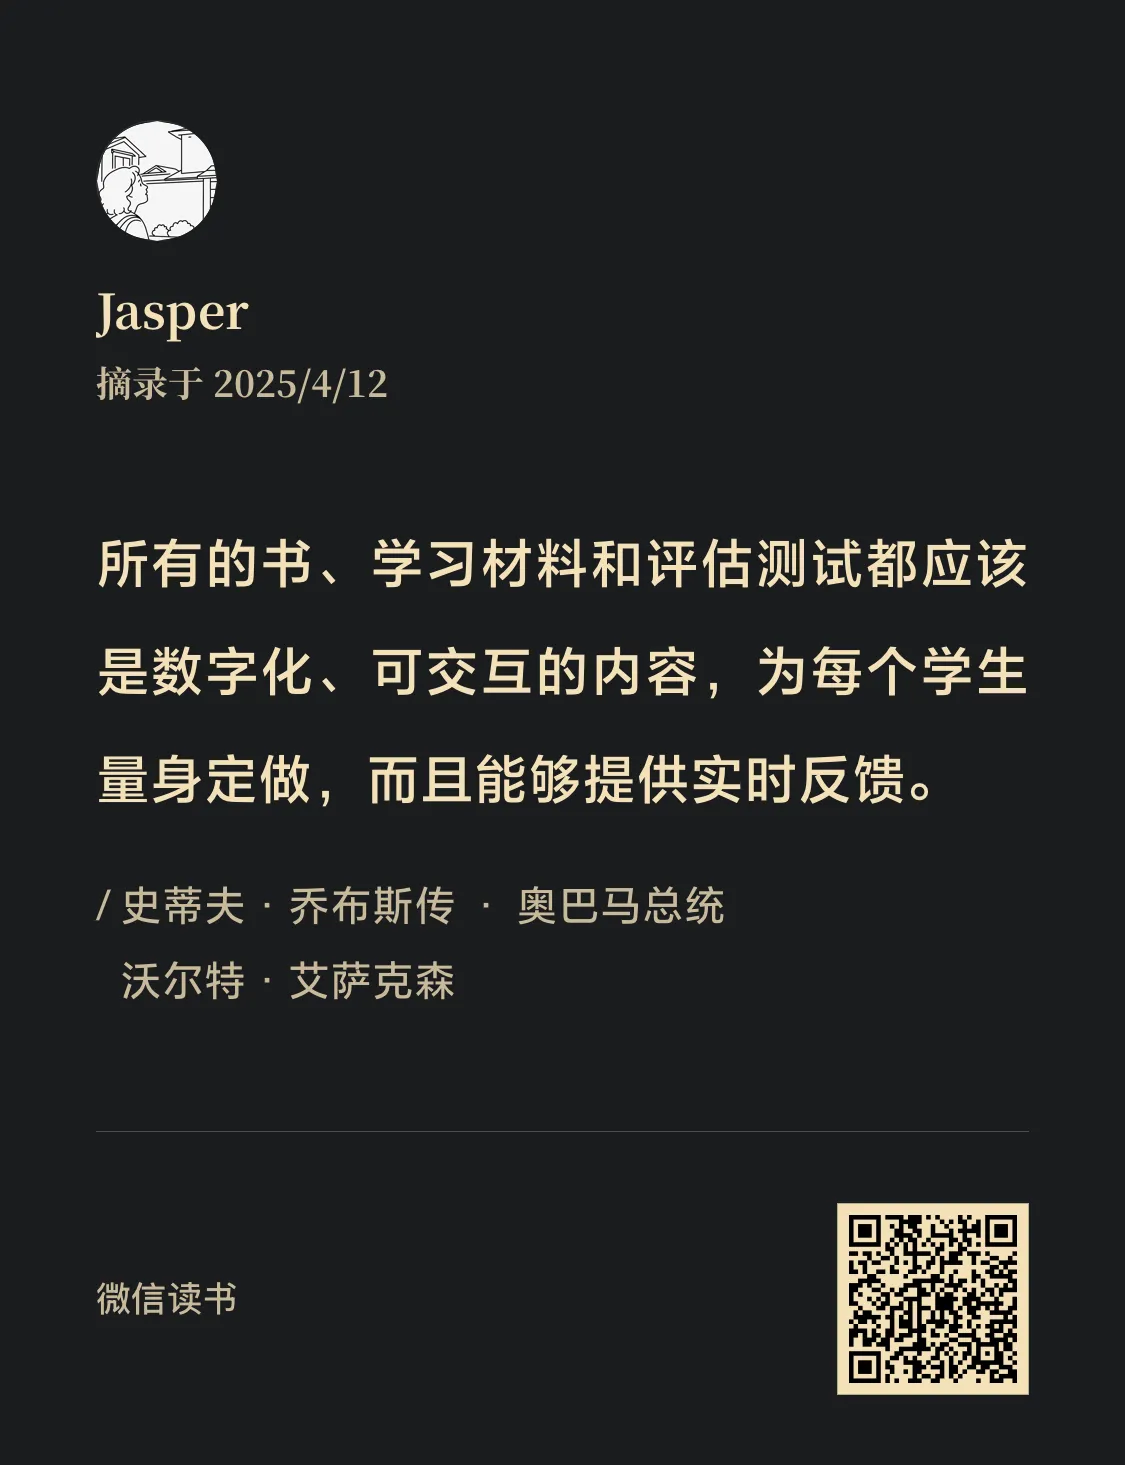 Jasper
摘录于 2025/4/12
所有的书、学习材料和评估测试都应该
是数字化、可交互的内容，为每个学生
量身定做，而且能够提供实时反馈。
/ 史蒂夫 · 乔布斯传 · 奥巴马总统
沃尔特 · 艾萨克森
微信读书